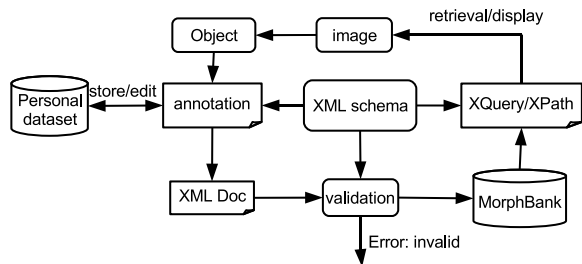 retrieval/display
Object
image
store/edit
Personal
dataset
annotation
XML schema
XQuery/XPath
XML Doc
validation
MorphBank
Error: invalid